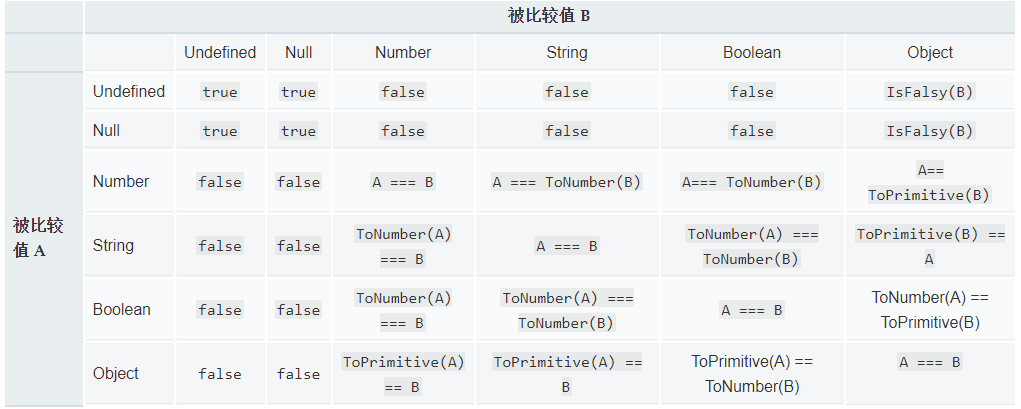 被比较值 B
Undefined Null Number String Boolean Object
Undefined true true false false false IsFalsy(B)
Null true true false false false IsFalsy(B)
Number false false A === B A === ToNumber(B) A=== ToNumber(B) A==
ToPrimitive(B)
被比较
值 A
String false false ToNumber(A)
=== B
A === B
ToNumber(A) ===
ToNumber(B)
ToPrimitive(B) ==
A
Boolean false false ToNumber(A)
=== B
ToNumber(A) ===
ToNumber(B)
A === B
ToNumber(A) ==
ToPrimitive(B)
Object false false ToPrimitive(A)
== B
ToPrimitive(A) ==
B
ToPrimitive(A) ==
ToNumber(B)
A === B